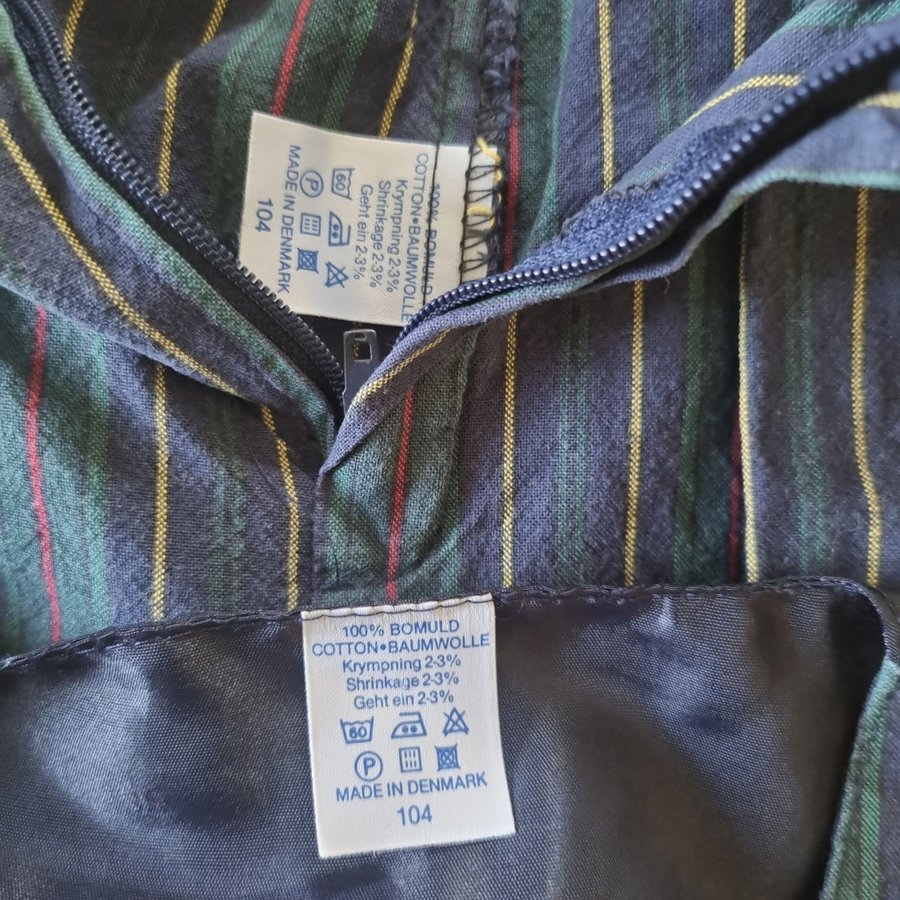 100% BOMULD
COTTON•BAUMWOLLE
Krympning 2-3%
Shrinkage 2-3%
Geht ein 2-3%
60
P
MADE IN DENMARK
104
100% BOMULD
COTTON•BAUMWOLLE
Krympning 2-3%
Shrinkage 2-3%
Geht ein 2-3%
60
P
MADE IN DENMARK
104